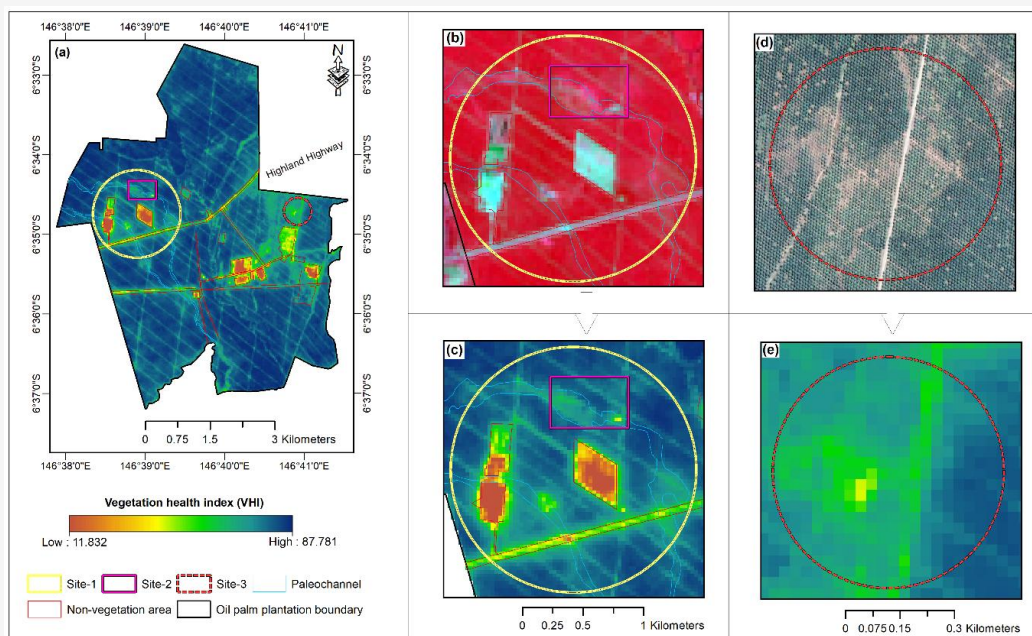 146°38'0"E 146°39'0"E 146°40'0"E 146°41'0"E
(a)
N
6°33'0"S
6°34'0"S
6°35'0"S
6°36'0"S
6°37'0"S
6°33'0"S
6°34'0"S
6°35'0"S
6°36'0"S
6°37'0"S
Highland Highway
0 0.75 1.5 3 Kilometers
146°38'0"E 146°39'0"E 146°40'0"E 146°41'0"E
Vegetation health index (VHI)
Low : 11.832 High : 87.781
Site-1 Site-2 Site-3 Paleochannel
Non-vegetation area Oil palm plantation boundary
(b)
(c)
0 0.25 0.5 1 Kilometers
(d)
(e)
0 0.075 0.15 0.3 Kilometers